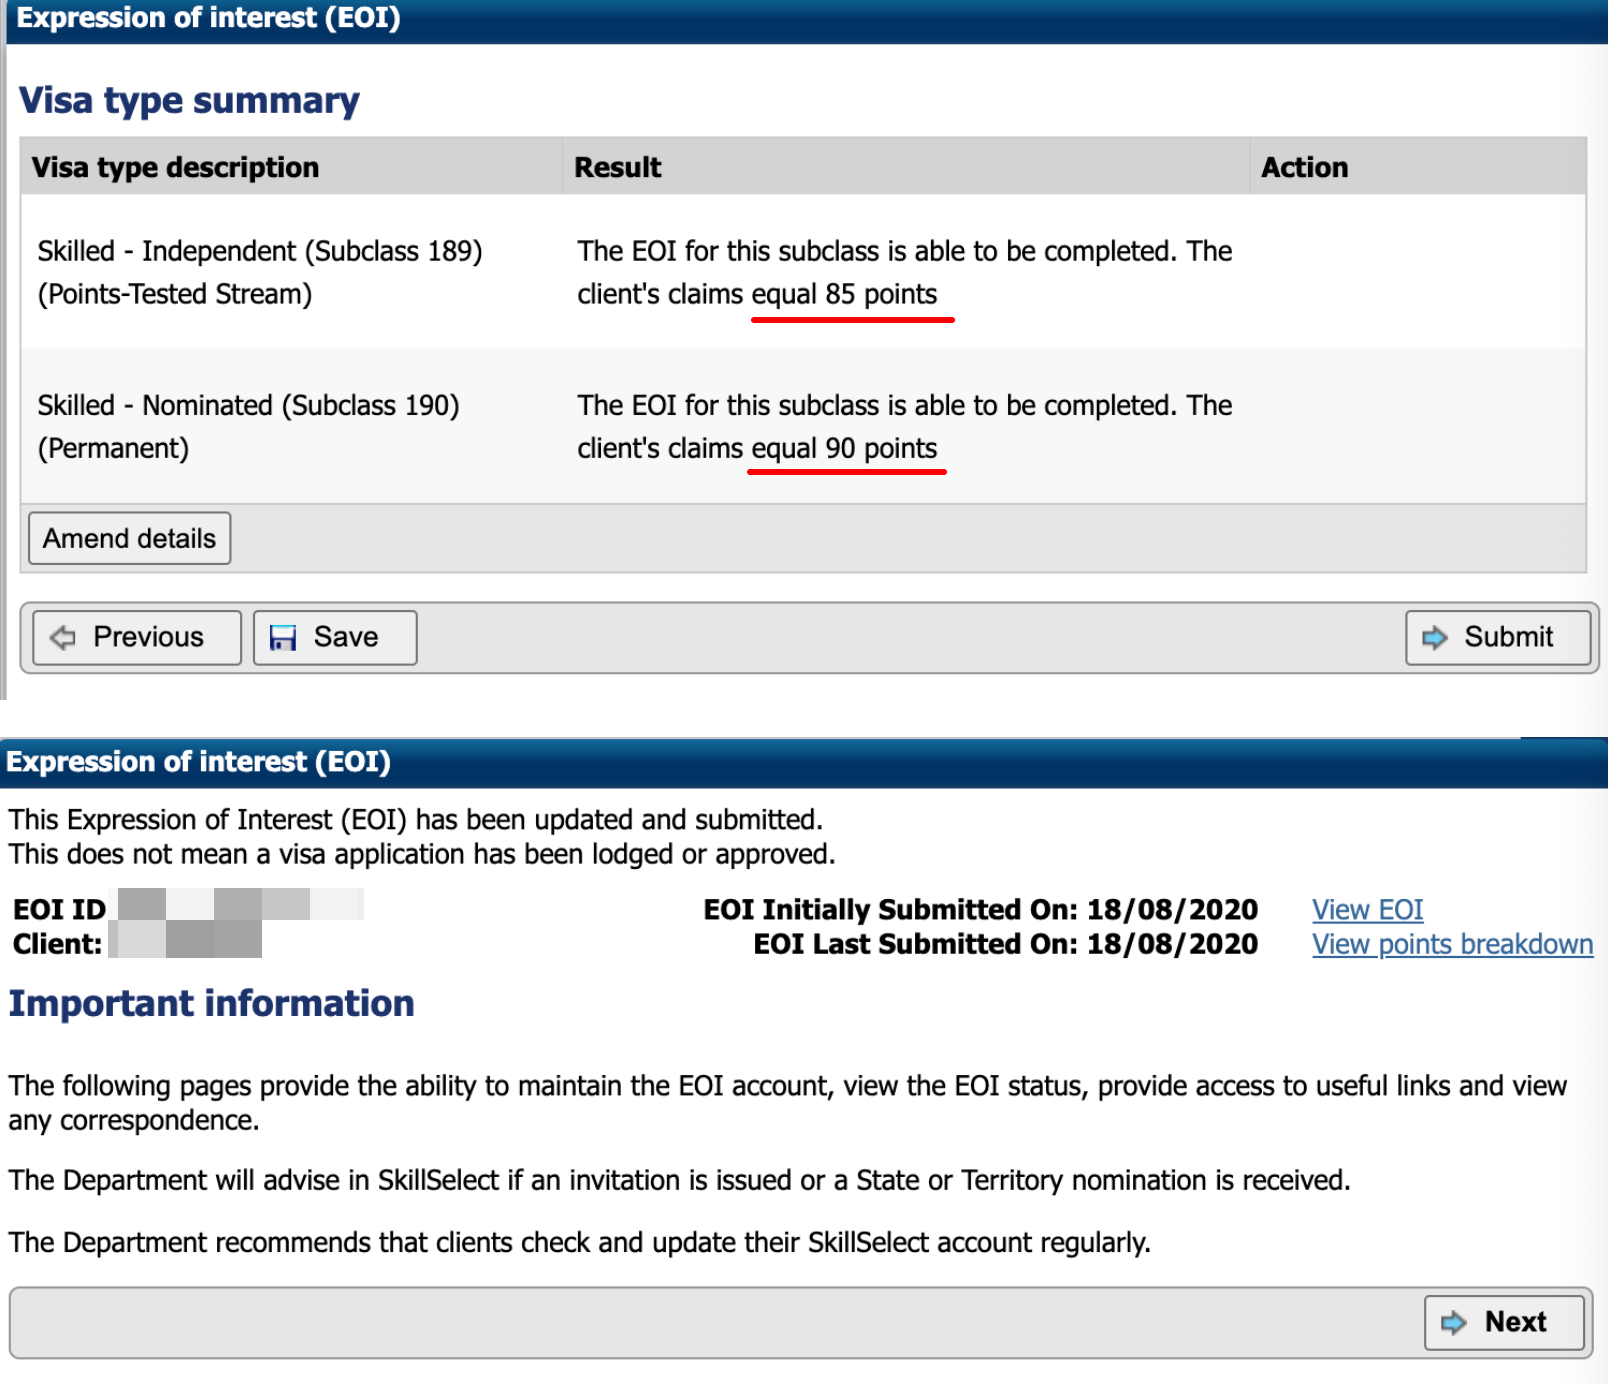 Expression of interest (EOI)
Visa type summary
Visa type description Result Action
Skilled - Independent (Subclass 189)
(Points-Tested Stream)
The EOI for this subclass is able to be completed. The
client's claims equal 85 points
Skilled - Nominated (Subclass 190)
(Permanent)
The EOI for this subclass is able to be completed. The
client's claims equal 90 points
Amend details
Previous Save Submit
Expression of interest (EOI)
This Expression of Interest (EOI) has been updated and submitted.
This does not mean a visa application has been lodged or approved.
EOI ID EOI Initially Submitted On: 18/08/2020 View EOI
Client: EOI Last Submitted On: 18/08/2020 View points breakdown
Important information
The following pages provide the ability to maintain the EOI account, view the EOI status, provide access to useful links and view
any correspondence.
The Department will advise in SkillSelect if an invitation is issued or a State or Territory nomination is received.
The Department recommends that clients check and update their SkillSelect account regularly.
Next